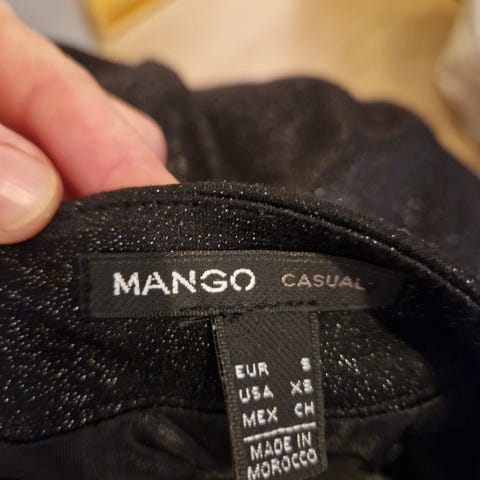 MANGO CASUAL
EUR S
USA XS
MEX CH
MADE IN
MOROCCO